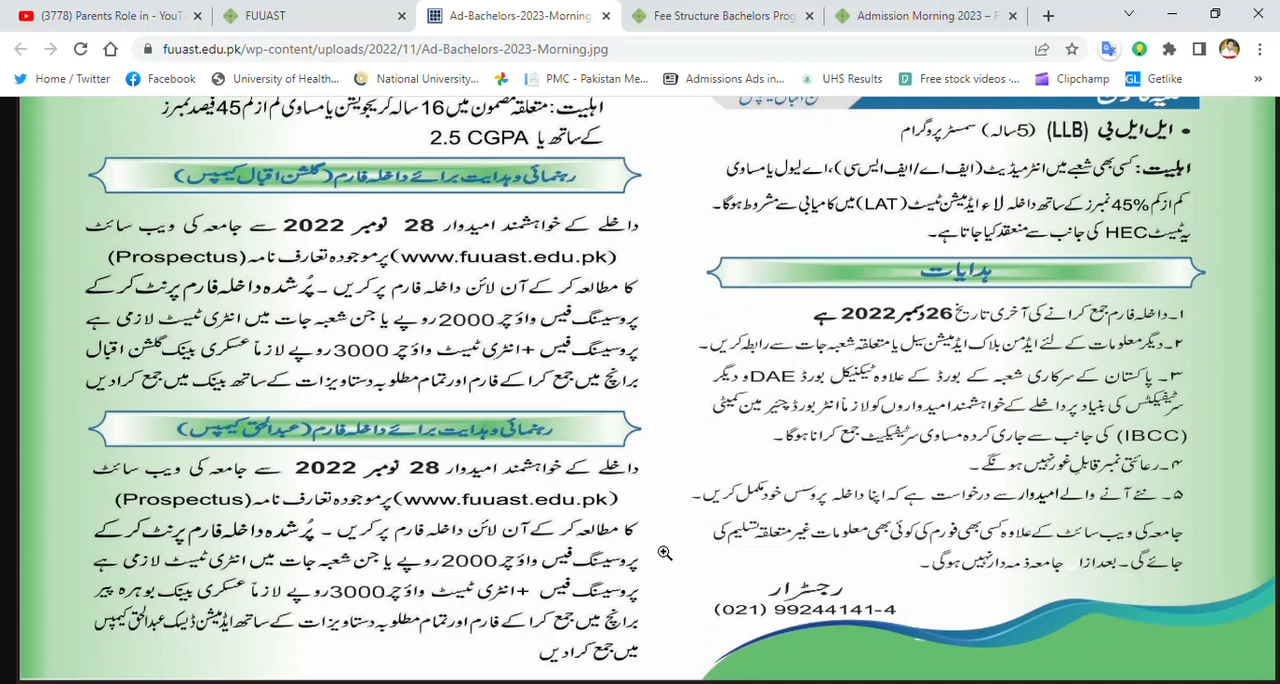 (3778) Parents Role in - YouT
FUUAST
Ad-Bachelors-2023-Morning
Fee Structure Bachelors Prog
Admission Morning 2023 – F
fuuast.edu.pk/wp-content/uploads/2022/11/Ad-Bachelors-2023-Morning.jpg
Home / Twitter
Facebook
University of Health...
National University...
PMC - Pakistan Me...
Admissions Ads in...
UHS Results
Free stock videos -...
Clipchamp
GL Getlike
»
• ایل ایل بی (LLB) (5 سالہ) سمسٹر پروگرام
اہلیت: کسی بھی شعبے میں انٹرمیڈیٹ (ایف اے/ایف ایس سی)، اے لیول یا مساوی
کم از کم %45 نمبرز کے ساتھ داخلہ لاء ایڈمیشن ٹیسٹ (LAT) میں کامیابی سے مشروط ہوگا۔
یہ ٹیسٹ HEC کی جانب سے منعقد کیا جاتا ہے۔
ہدایات
۱۔ داخلہ فارم جمع کرانے کی آخری تاریخ 26 دسمبر 2022 ہے
۲۔ دیگر معلومات کے لئے ایڈمن بلاک ایڈمیشن سیل یا متعلقہ شعبہ جات سے رابطہ کریں۔
۳۔ پاکستان کے سرکاری شعبہ کے بورڈ کے علاوہ ٹیکنیکل بورڈ DAE و دیگر
سرٹیفیکٹس کی بنیاد پر داخلے کے خواہشمند امیدواروں کو لازماً انٹر بورڈ چیئر مین کمیٹی
(IBCC) کی جانب سے جاری کردہ مساوی سرٹیفیکیٹ جمع کرانا ہوگا۔
۴۔ رعائتی نمبر قابلِ غور نہیں ہونگے۔
۵۔ نئے آنے والے امیدوار سے درخواست ہے کہ اپنا داخلہ پروسس خود مکمل کریں۔
جامعہ کی ویب سائٹ کے علاوہ کسی بھی فورم کی کوئی بھی معلومات غیر متعلقہ تسلیم کی
جائے گی۔ بعد ازاں جامعہ ذمہ دار نہیں ہوگی۔
رجسٹرار
(021) 99244141-4
اہلیت: متعلقہ مضمون میں 16 سالہ گریجویشن یا مساوی کم از کم 45 فیصد نمبرز
کے ساتھ یا 2.5 CGPA
رہنمائی و ہدایت برائے داخلہ فارم (گلشن اقبال کیمپس)
داخلے کے خواہشمند امیدوار 28 نومبر 2022 سے جامعہ کی ویب سائٹ
(www.fuuast.edu.pk) پر موجودہ تعارف نامہ (Prospectus)
کا مطالعہ کر کے آن لائن داخلہ فارم پر کریں۔ پُر شدہ داخلہ فارم پرنٹ کر کے
پروسیسنگ فیس واؤچر 2000 روپے یا جن شعبہ جات میں انٹری ٹیسٹ لازمی ہے
پروسیسنگ فیس + انٹری ٹیسٹ واؤچر 3000 روپے لازماً عسکری بینک گلشن اقبال
برانچ میں جمع کرا کے فارم اور تمام مطلوبہ دستاویزات کے ساتھ بینک میں جمع کرادیں
رہنمائی و ہدایت برائے داخلہ فارم (عبدالحق کیمپس)
داخلے کے خواہشمند امیدوار 28 نومبر 2022 سے جامعہ کی ویب سائٹ
(www.fuuast.edu.pk) پر موجودہ تعارف نامہ (Prospectus)
کا مطالعہ کر کے آن لائن داخلہ فارم پر کریں۔ پُر شدہ داخلہ فارم پرنٹ کر کے
پروسیسنگ فیس واؤچر 2000 روپے یا جن شعبہ جات میں انٹری ٹیسٹ لازمی ہے
پروسیسنگ فیس + انٹری ٹیسٹ واؤچر 3000 روپے لازماً عسکری بینک بوہرہ پیر
برانچ میں جمع کرا کے فارم اور تمام مطلوبہ دستاویزات کے ساتھ ایڈمیشن ڈیسک عبدالحق کیمپس
میں جمع کرادیں